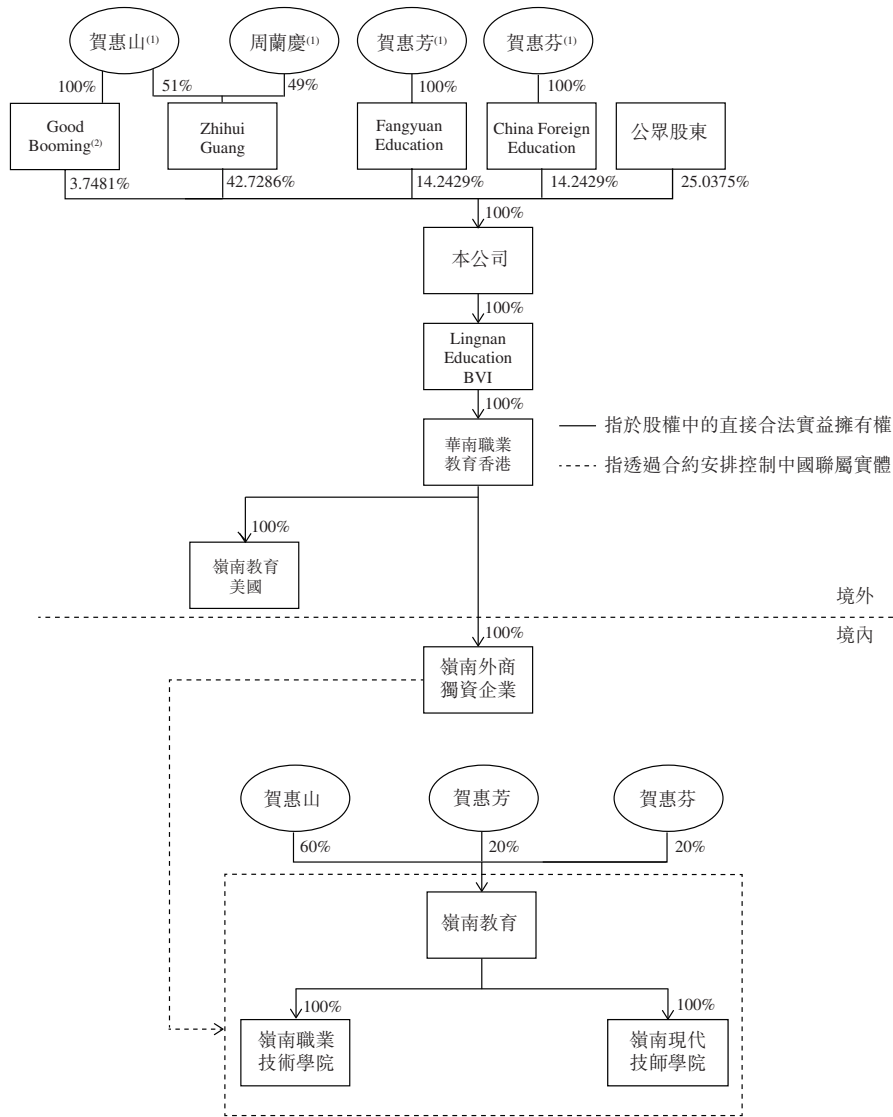 賀惠山(1)
周蘭慶(1)
賀惠芳(1)
賀惠芬(1)
100%
51%
49%
100%
100%
Good
Booming(2)
Zhihui
Guang
Fangyuan
Education
China Foreign
Education
公眾股東
3.7481%
42.7286%
14.2429%
14.2429%
25.0375%
100%
本公司
100%
Lingnan
Education
BVI
100%
華南職業
教育香港
指於股權中的直接合法實益擁有權
指透過合約安排控制中國聯屬實體
100%
嶺南教育
美國
境外
境內
100%
嶺南外商
獨資企業
賀惠山
賀惠芳
賀惠芬
60%
20%
20%
嶺南教育
100%
100%
嶺南職業
技術學院
嶺南現代
技師學院